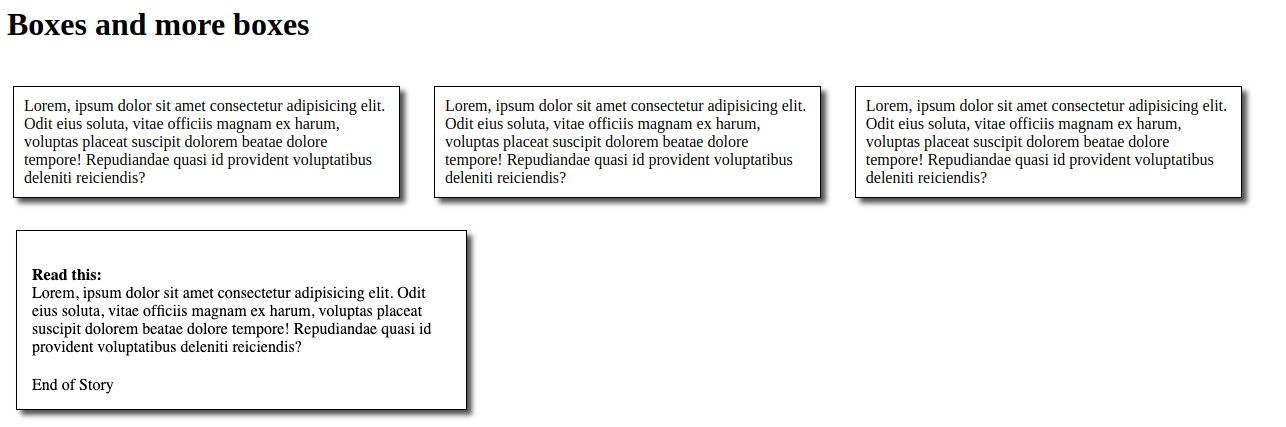 Boxes and more boxes
Lorem, ipsum dolor sit amet consectetur adipisicing elit.
Odit eius soluta, vitae officiis magnam ex harum,
voluptas placeat suscipit dolorem beatae dolore
tempore! Repudiandae quasi id provident voluptatibus
deleniti reiciendis?
Lorem, ipsum dolor sit amet consectetur adipisicing elit.
Odit eius soluta, vitae officiis magnam ex harum,
voluptas placeat suscipit dolorem beatae dolore
tempore! Repudiandae quasi id provident voluptatibus
deleniti reiciendis?
Lorem, ipsum dolor sit amet consectetur adipisicing elit.
Odit eius soluta, vitae officiis magnam ex harum,
voluptas placeat suscipit dolorem beatae dolore
tempore! Repudiandae quasi id provident voluptatibus
deleniti reiciendis?
Read this:
Lorem, ipsum dolor sit amet consectetur adipisicing elit. Odit
eius soluta, vitae officiis magnam ex harum, voluptas placeat
suscipit dolorem beatae dolore tempore! Repudiandae quasi id
provident voluptatibus deleniti reiciendis?
End of Story